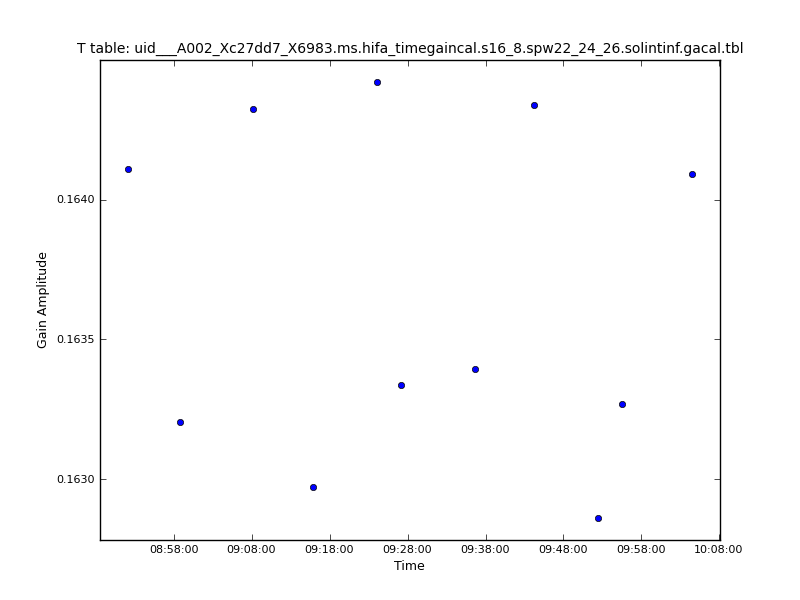 T table: uid___A002_Xc27dd7_X6983.ms.hifa_timegaincal.s16_8.spw22_24_26.solintinf.gacal.tbl
0.1640
0.1635
0.1630
Gain Amplitude
08:58:00 09:08:00 09:18:00 09:28:00 09:38:00 09:48:00 09:58:00 10:08:00
Time